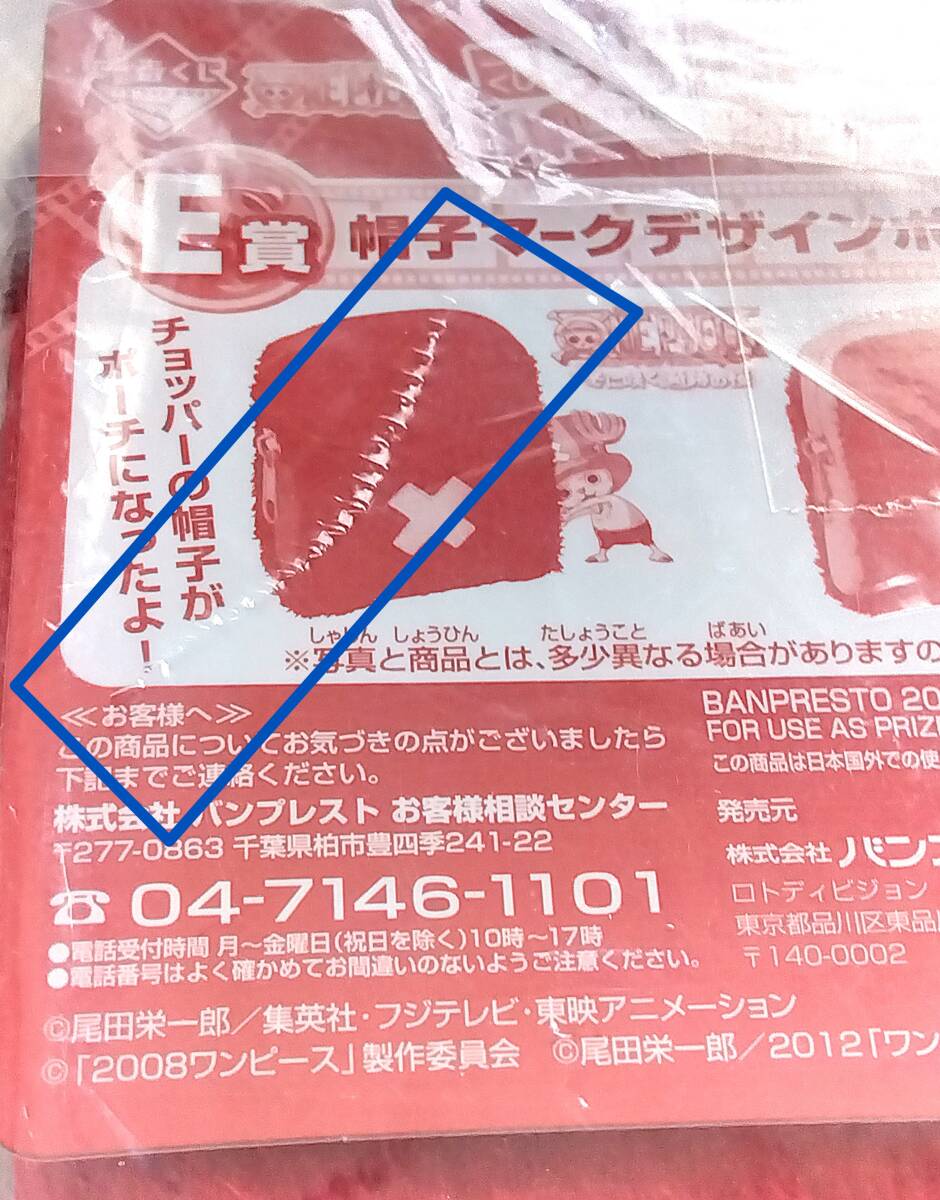 E賞
帽子マークデザインポ
チョッパーの帽子が
ポーチになったよ!
※写真と商品とは、多少異なる場合がありますの
しゃしん しょうひん たしょうこと ばあい
≪お客様へ≫
この商品についてお気づきの点がございましたら
下記までご連絡ください。
株式会社 バンプレスト お客様相談センター
〒277-0863 千葉県柏市豊四季241-22
☎04-7146-1101
●電話受付時間 月~金曜日(祝日を除く)10時~17時
●電話番号はよく確かめてお間違いのないようご注意ください。
BANPRESTO 20
FOR USE AS PRIZE
この商品は日本国外での使
発売元
株式会社 バンプ
ロトディビジョン
東京都品川区東品川
〒140-0002
©尾田栄一郎/集英社・フジテレビ・東映アニメーション
©「2008ワンピース」製作委員会 ©尾田栄一郎/2012「ワン